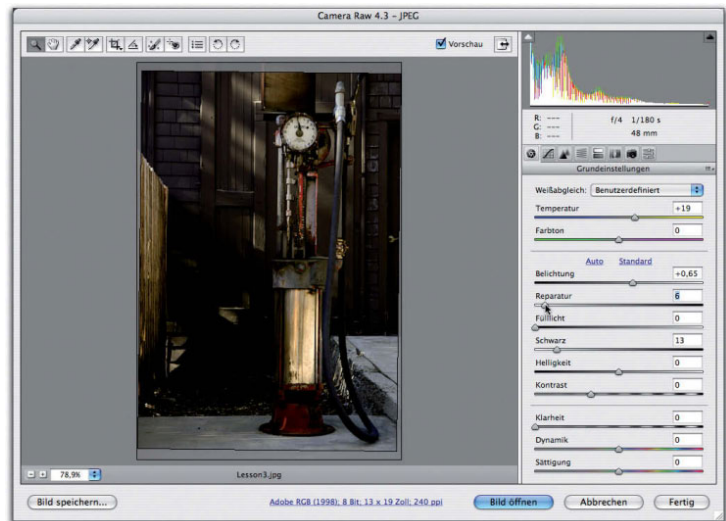 Camera Raw 4.3 – JPEG
Vorschau
R: ---
G: ---
B: ---
f/4 1/180 s
48 mm
Grundeinstellungen
Weißabgleich: Benutzerdefiniert
Temperatur +19
Farbton 0
Auto Standard
Belichtung +0,65
Reparatur 6
Fülllicht 0
Schwarz 13
Helligkeit 0
Kontrast 0
Klarheit 0
Dynamik 0
Sättigung 0
78,9% Lesson3.jpg
Bild speichern... Adobe RGB (1998); 8 Bit; 13 x 19 Zoll; 240 ppi Bild öffnen Abbrechen Fertig